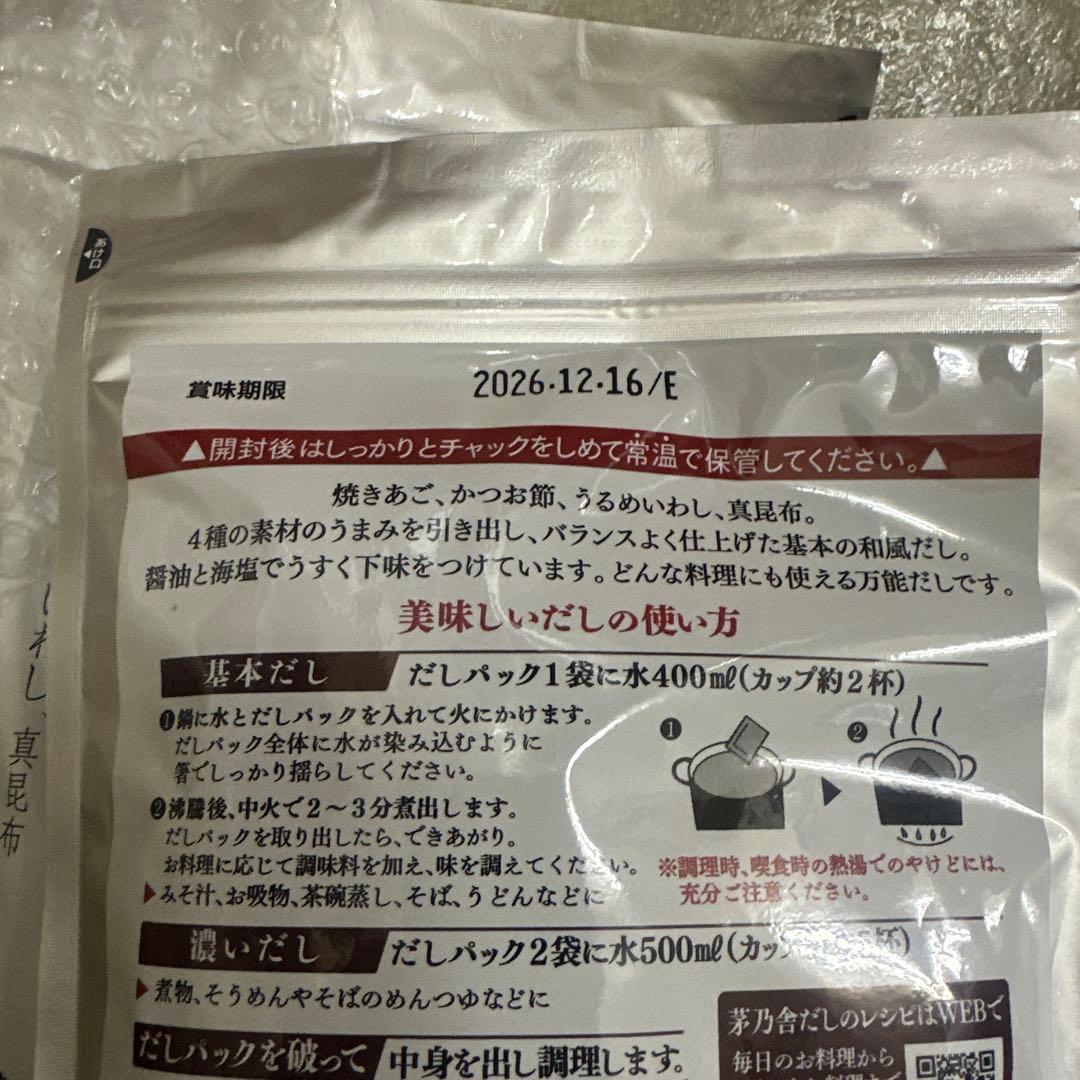 あけ口
賞味期限 2026.12.16/E
▲開封後はしっかりとチャックをしめて常温で保管してください。▲
焼きあご、かつお節、うるめいわし、真昆布。
4種の素材のうまみを引き出し、バランスよく仕上げた基本の和風だし。
醤油と海塩でうすく下味をつけています。どんな料理にも使える万能だしです。
美味しいだしの使い方
基本だし だしパック1袋に水400㎖(カップ約2杯)
❶鍋に水とだしパックを入れて火にかけます。
だしパック全体に水が染み込むように
箸でしっかり揺らしてください。
❷沸騰後、中火で2〜3分煮出します。
だしパックを取り出したら、できあがり。
お料理に応じて調味料を加え、味を調えてください。
▶みそ汁、お吸物、茶碗蒸し、そば、うどんなどに
❶
❷
※調理時、喫食時の熱湯でのやけどには、
充分ご注意ください。
濃いだし だしパック2袋に水500㎖(カッ 杯)
▶煮物、そうめんやそばのめんつゆなどに
だしパックを破って 中身を出し調理します。
茅乃舎だしのレシピはWEBで
毎日のお料理から
わし、真昆布